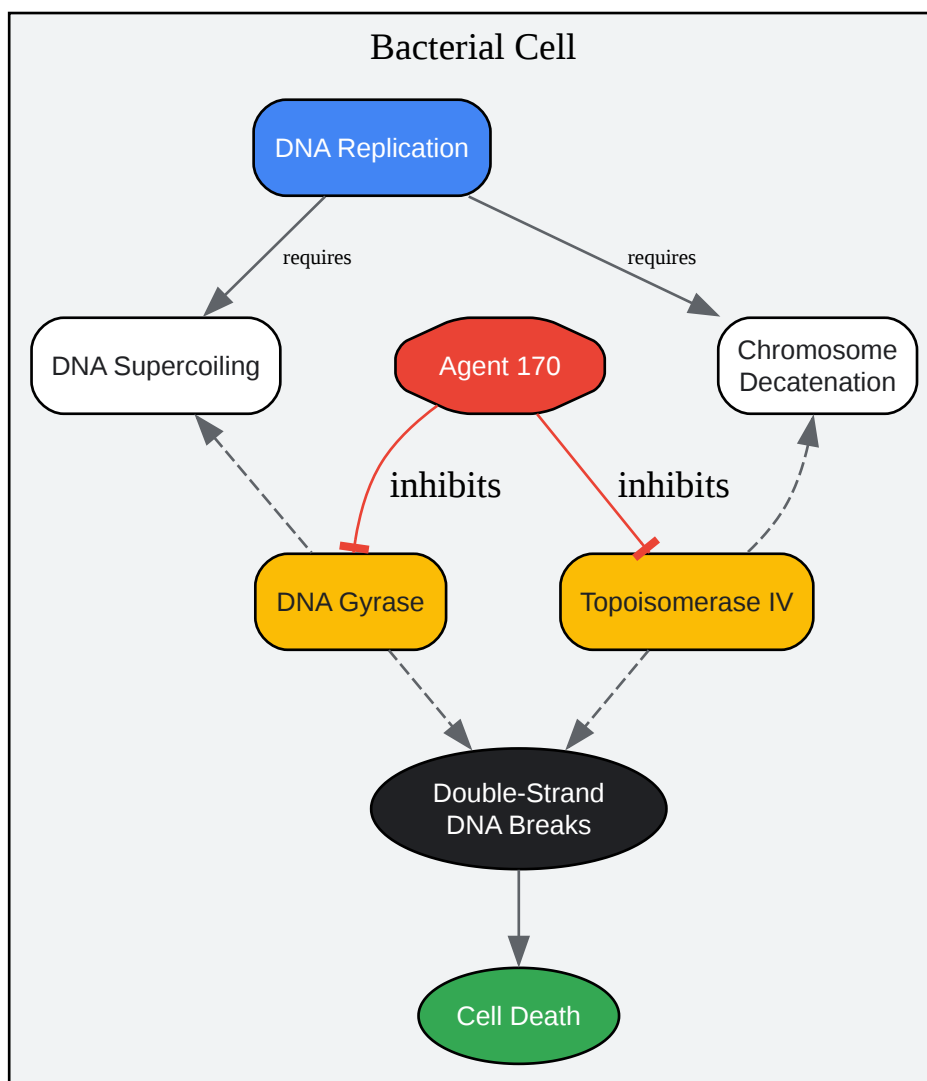 Bacterial Cell
DNA Replication
requires
requires
DNA Supercoiling
Agent 170
Chromosome
Decatenation
inhibits
inhibits
DNA Gyrase
Topoisomerase IV
Double-Strand
DNA Breaks
Cell Death